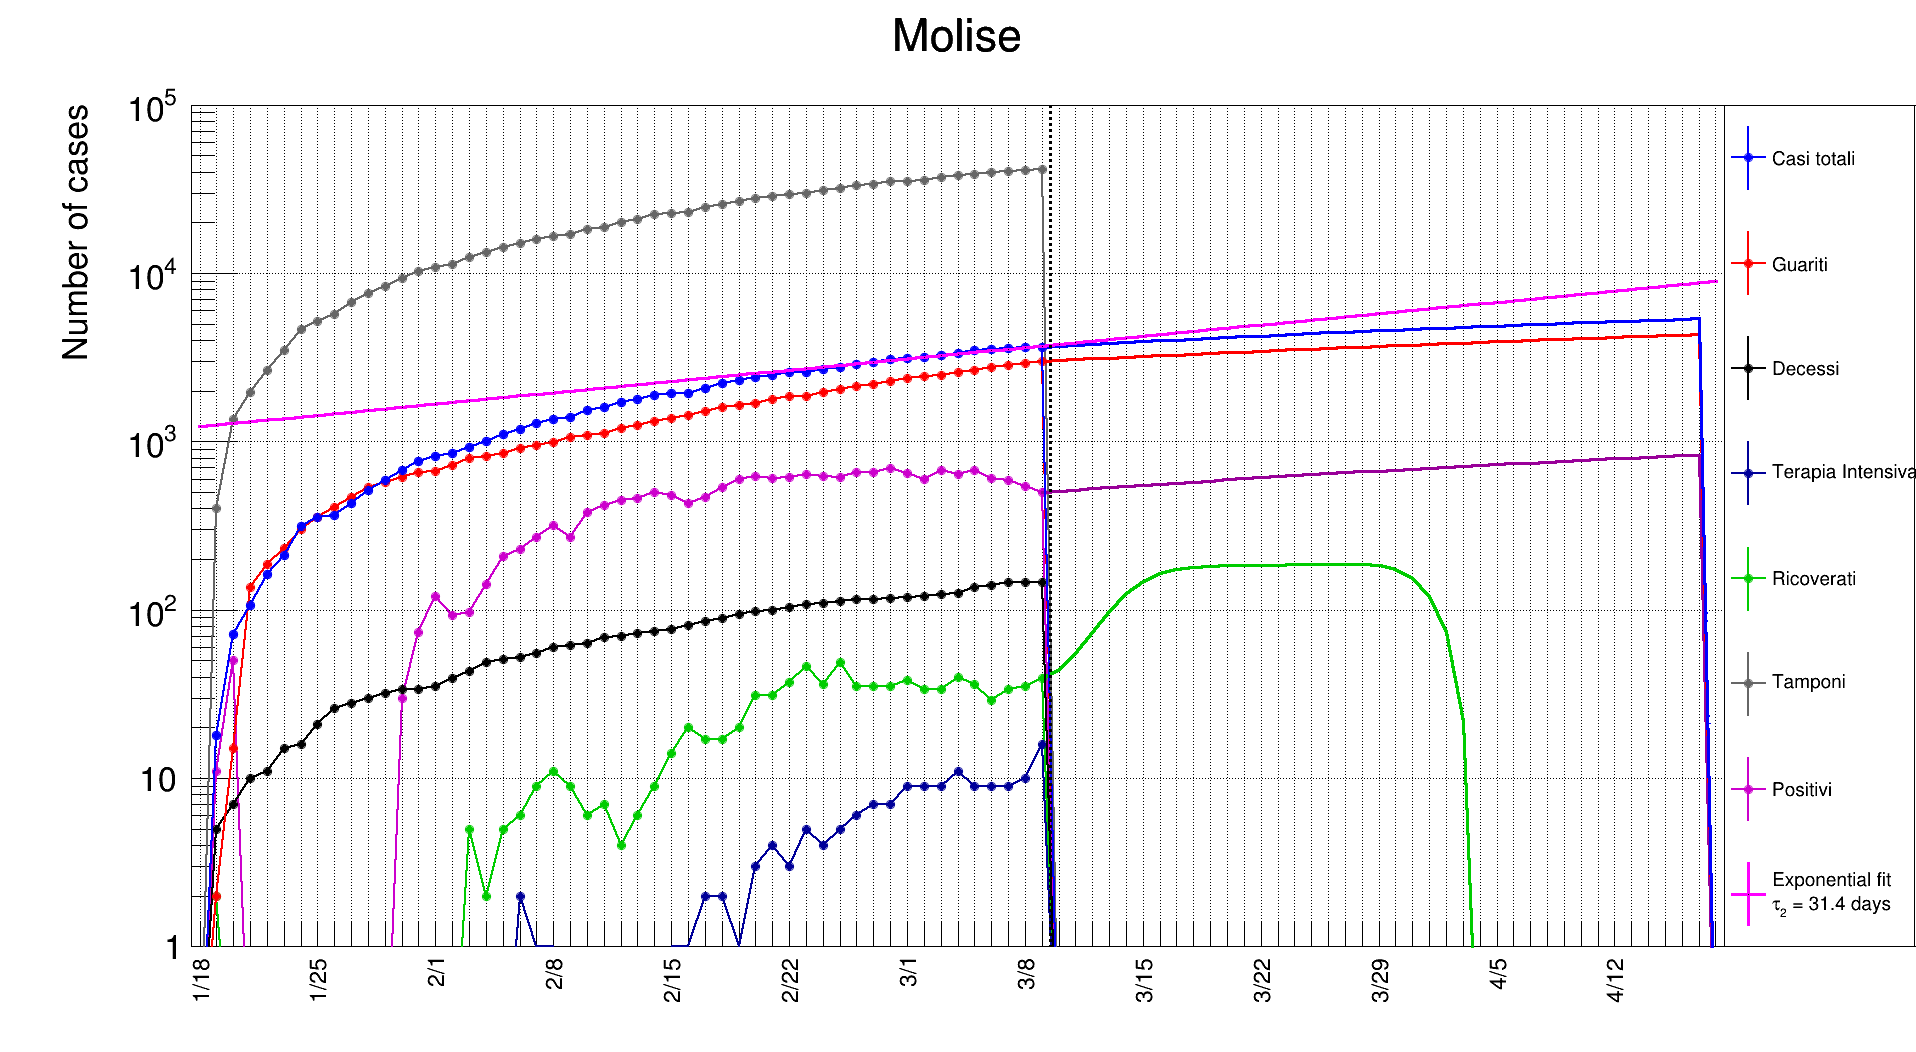 Molise
Number of cases
10^5
10^4
10^3
10^2
10
1
1/18
1/25
2/1
2/8
2/15
2/22
3/1
3/8
3/15
3/22
3/29
4/5
4/12
Casi totali
Guariti
Decessi
Terapia Intensiva
Ricoverati
Tamponi
Positivi
Exponential fit
τ_2 = 31.4 days